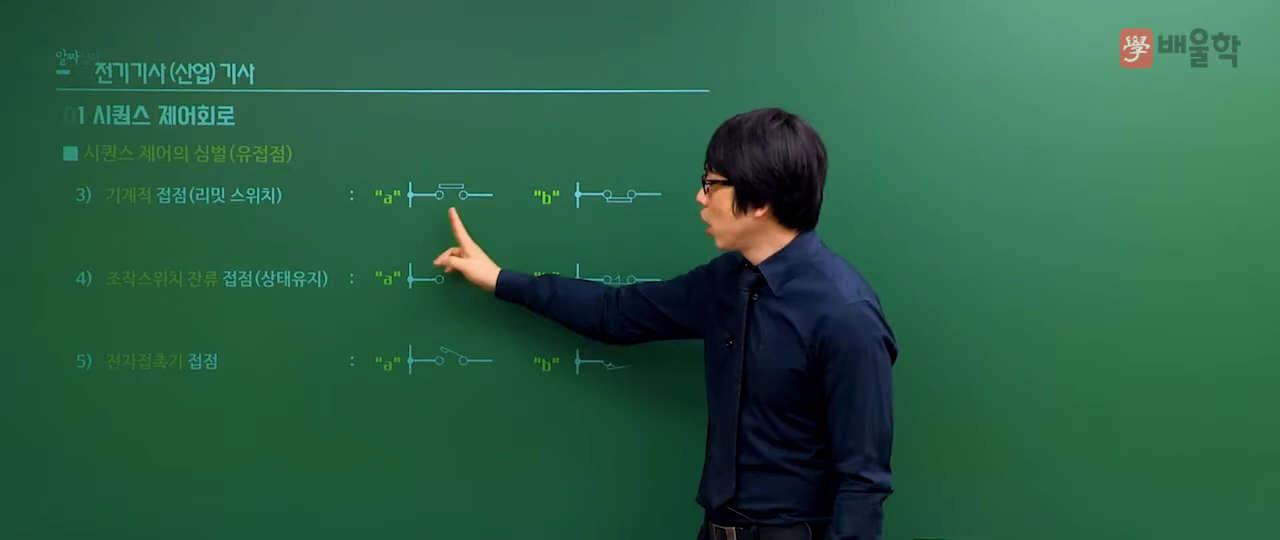 學 배울학
알짜
전기기사(산업)기사
01 시퀀스 제어회로
시퀀스 제어의 심벌(유접점)
3) 기계적 접점(리밋 스위치) : "a" "b"
4) 조작스위치 잔류 접점(상태유지) : "a"
5) 전자접촉기 접점 : "a" "b"